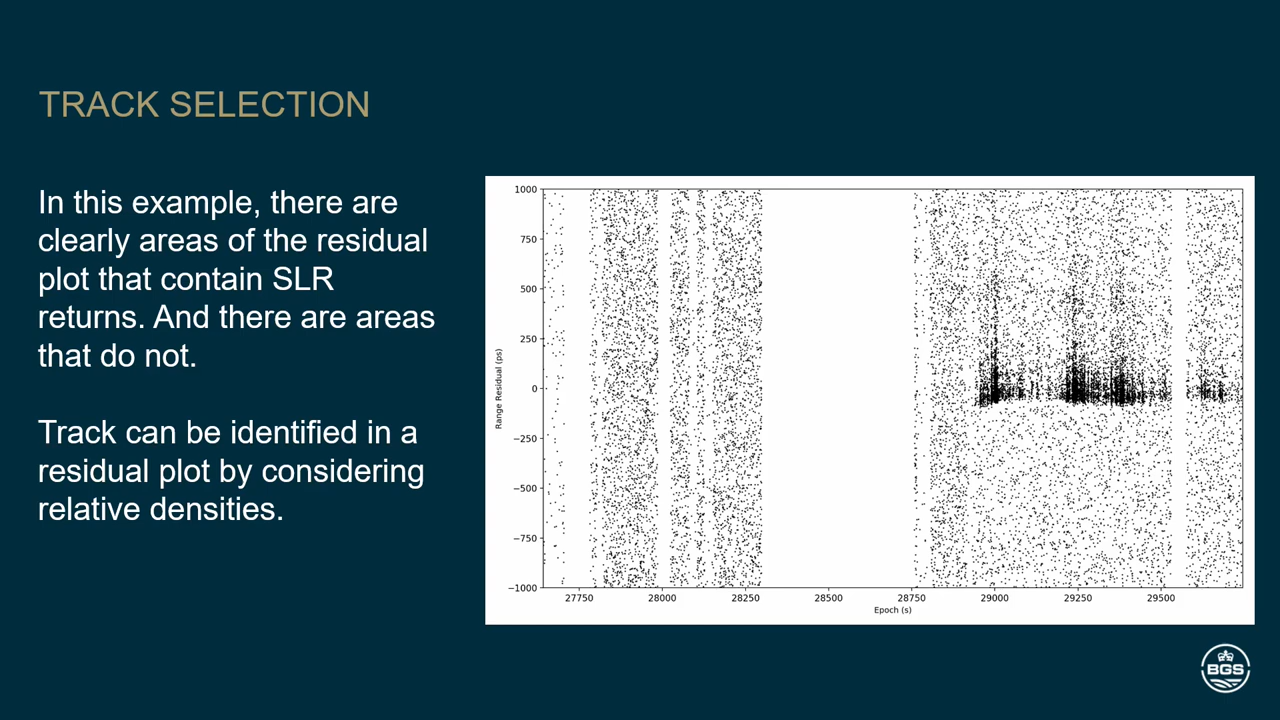 TRACK SELECTION
In this example, there are
clearly areas of the residual
plot that contain SLR
returns. And there are areas
that do not.
Track can be identified in a
residual plot by considering
relative densities.
1000
750
500
250
0
−250
−500
−750
−1000
Range Residual (ps)
27750 28000 28250 28500 28750 29000 29250 29500
Epoch (s)
BGS